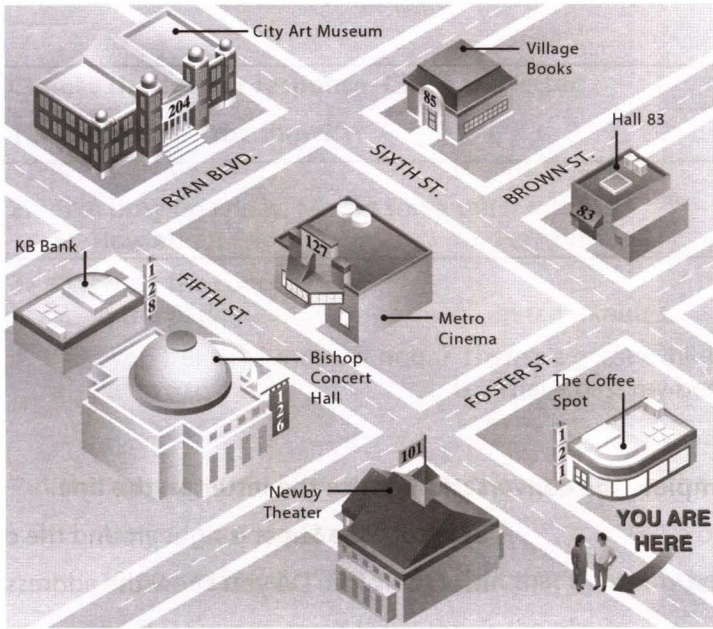 City Art Museum
Village
Books
Hall 83
204
85
RYAN BLVD.
SIXTH ST.
BROWN ST.
83
KB Bank
128
FIFTH ST.
127
Metro
Cinema
Bishop
Concert
Hall
126
FOSTER ST.
The Coffee
Spot
101
121
Newby
Theater
YOU ARE
HERE